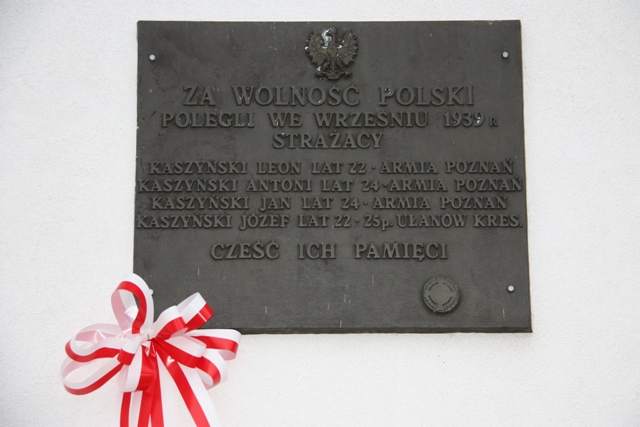 ZA WOLNOŚĆ POLSKI
POLEGLI WE WRZEŚNIU 1939 R
STRAŻACY
KASZYŃSKI LEON LAT 22 - ARMIA POZNAŃ
KASZYŃSKI ANTONI LAT 24 - ARMIA POZNAŃ
KASZYŃSKI JAN LAT 24 - ARMIA POZNAŃ
KASZYŃSKI JÓZEF LAT 22 - 25 p. UŁANÓW KRES.
CZEŚĆ ICH PAMIĘCI